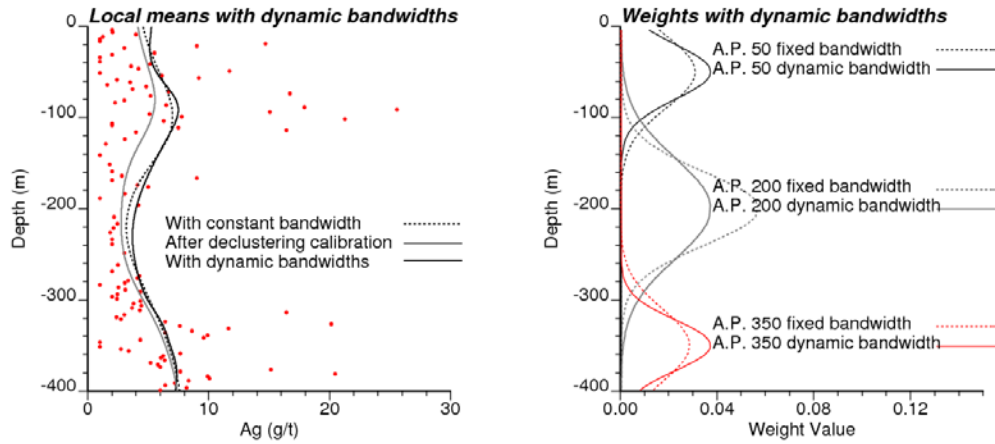 Local means with dynamic bandwidths
0
-100
-200
-300
-400
Depth (m)
With constant bandwidth
After declustering calibration
With dynamic bandwidths
0 10 20 30
Ag (g/t)
Weights with dynamic bandwidths
0
-100
-200
-300
-400
Depth (m)
A.P. 50 fixed bandwidth
A.P. 50 dynamic bandwidth
A.P. 200 fixed bandwidth
A.P. 200 dynamic bandwidth
A.P. 350 fixed bandwidth
A.P. 350 dynamic bandwidth
0.00 0.04 0.08 0.12
Weight Value